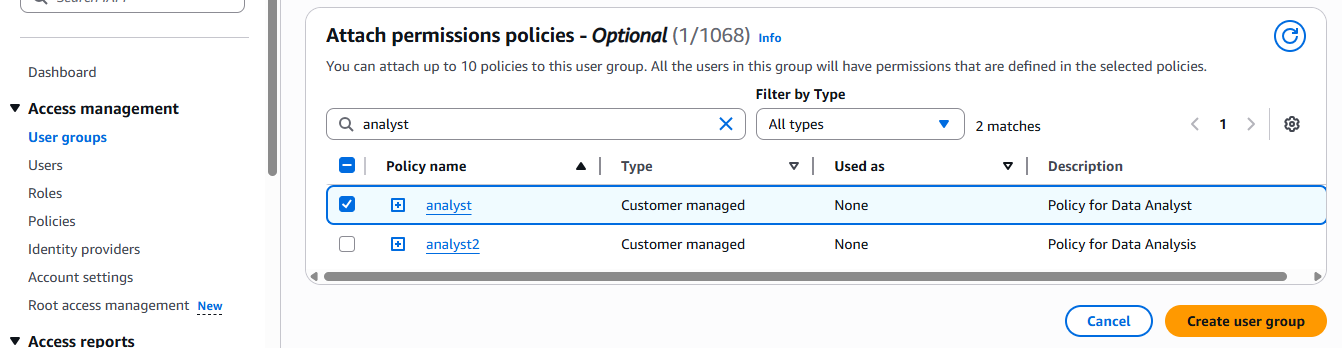 Dashboard
Access management
User groups
Users
Roles
Policies
Identity providers
Account settings
Root access management New
Access reports
Attach permissions policies - Optional (1/1068) Info
You can attach up to 10 policies to this user group. All the users in this group will have permissions that are defined in the selected policies.
Filter by Type
analyst All types 2 matches 1
Policy name Type Used as Description
analyst Customer managed None Policy for Data Analyst
analyst2 Customer managed None Policy for Data Analysis
Cancel Create user group